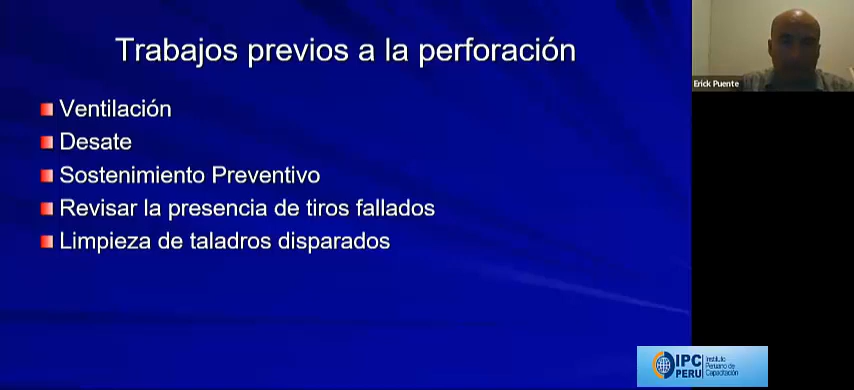 Trabajos previos a la perforación
Ventilación
Desate
Sostenimiento Preventivo
Revisar la presencia de tiros fallados
Limpieza de taladros disparados
Erick Puente
IPC
PERU
Instituto
Peruano de
Capacitación